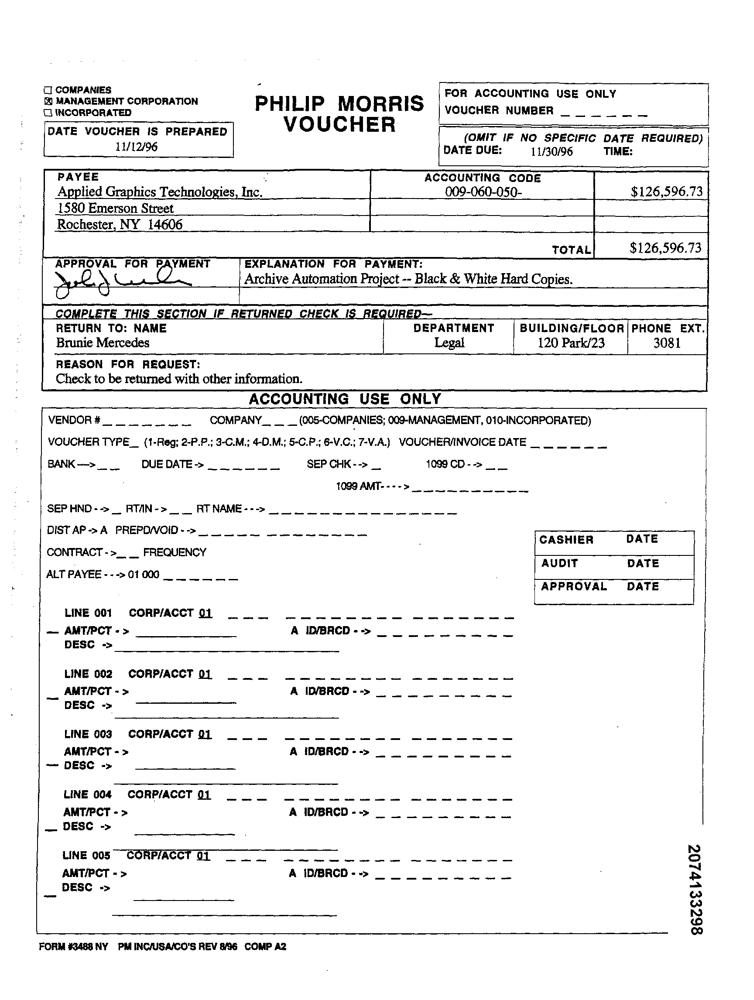 ☐ COMPANIES
☒ MANAGEMENT CORPORATION
☐ INCORPORATED
PHILIP MORRIS
VOUCHER
FOR ACCOUNTING USE ONLY
VOUCHER NUMBER _ _ _ _ _ _
DATE VOUCHER IS PREPARED
11/12/96
(OMIT IF NO SPECIFIC DATE REQUIRED)
DATE DUE: 11/30/96 TIME:
PAYEE ACCOUNTING CODE
Applied Graphics Technologies, Inc. 009-060-050- $126,596.73
1580 Emerson Street
Rochester, NY 14606
TOTAL $126,596.73
APPROVAL FOR PAYMENT EXPLANATION FOR PAYMENT:
Archive Automation Project -- Black & White Hard Copies.
COMPLETE THIS SECTION IF RETURNED CHECK IS REQUIRED—
RETURN TO: NAME DEPARTMENT BUILDING/FLOOR PHONE EXT.
Brunie Mercedes Legal 120 Park/23 3081
REASON FOR REQUEST:
Check to be returned with other information.
ACCOUNTING USE ONLY
VENDOR # _ _ _ _ _ _ _ COMPANY _ _ _ (005-COMPANIES; 009-MANAGEMENT, 010-INCORPORATED)
VOUCHER TYPE _ (1-Reg; 2-P.P.; 3-C.M.; 4-D.M.; 5-C.P.; 6-V.C.; 7-V.A.) VOUCHER/INVOICE DATE _ _ _ _ _ _
BANK —> _ _ DUE DATE -> _ _ _ _ _ _ SEP CHK - -> _ 1099 CD - -> _ _
1099 AMT- - - -> _ _ _ _ _ _ _ _ _ _
SEP HND - -> _ RT/IN - > _ _ RT NAME - - -> _ _ _ _ _ _ _ _ _ _ _ _ _ _ _ _
DIST AP -> A PREPD/VOID - -> _ _ _ _ _ _ _ _ _ _ _ _
CONTRACT - > _ _ FREQUENCY
ALT PAYEE - - -> 01 000 _ _ _ _ _ _
CASHIER DATE
AUDIT DATE
APPROVAL DATE
LINE 001 CORP/ACCT 01 _ _ _ _ _ _ _ _ _ _ _ _ _
AMT/PCT - > A ID/BRCD - -> _ _ _ _ _ _ _ _ _
DESC ->
LINE 002 CORP/ACCT 01 _ _ _ _ _ _ _ _ _ _ _ _ _
AMT/PCT - > A ID/BRCD - -> _ _ _ _ _ _ _ _ _
DESC ->
LINE 003 CORP/ACCT 01 _ _ _ _ _ _ _ _ _ _ _ _ _
AMT/PCT - > A ID/BRCD - -> _ _ _ _ _ _ _ _ _
DESC ->
LINE 004 CORP/ACCT 01 _ _ _ _ _ _ _ _ _ _ _ _ _
AMT/PCT - > A ID/BRCD - -> _ _ _ _ _ _ _ _ _
DESC ->
LINE 005 CORP/ACCT 01 _ _ _ _ _ _ _ _ _ _ _ _ _
AMT/PCT - > A ID/BRCD - -> _ _ _ _ _ _ _ _ _
DESC ->
2074133298
FORM #3488 NY PM INC/USA/CO'S REV 8/96 COMP A2